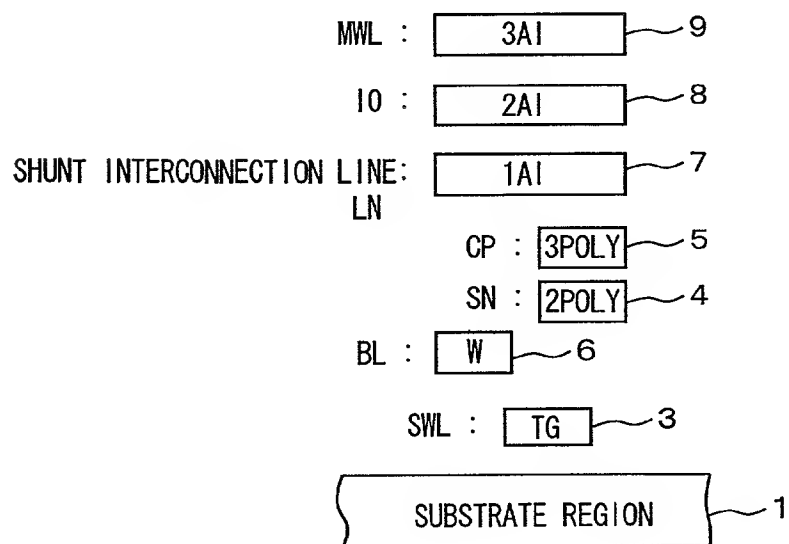 MWL : 3Al 9
IO : 2Al 8
SHUNT INTERCONNECTION LINE: 1Al 7
LN
CP : 3POLY 5
SN : 2POLY 4
BL : W 6
SWL : TG 3
SUBSTRATE REGION 1